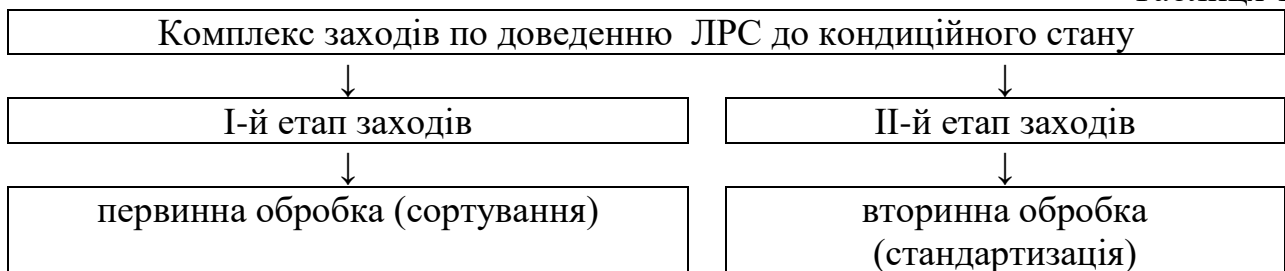 Комплекс заходів по доведенню ЛРС до кондиційного стану
↓ ↓
І-й етап заходів ІІ-й етап заходів
↓ ↓
первинна обробка (сортування) вторинна обробка
(стандартизація)